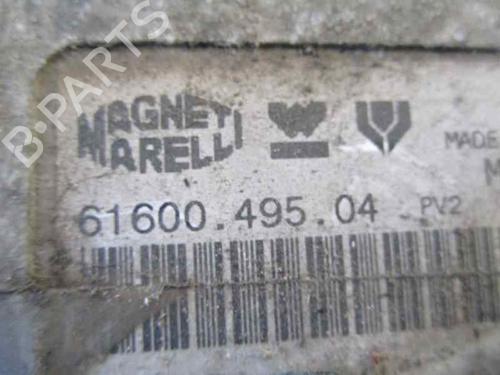 B-PARTS
MAGNETI
MARELLI
MADE
M
61600.495.04 PV2